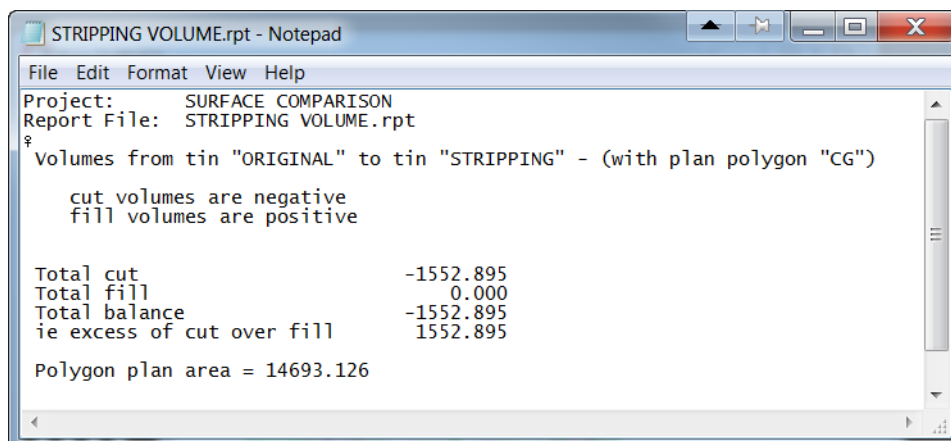 STRIPPING VOLUME.rpt - Notepad
File Edit Format View Help
Project: SURFACE COMPARISON
Report File: STRIPPING VOLUME.rpt
♀
Volumes from tin "ORIGINAL" to tin "STRIPPING" - (with plan polygon "CG")
cut volumes are negative
fill volumes are positive
Total cut -1552.895
Total fill 0.000
Total balance -1552.895
ie excess of cut over fill 1552.895
Polygon plan area = 14693.126